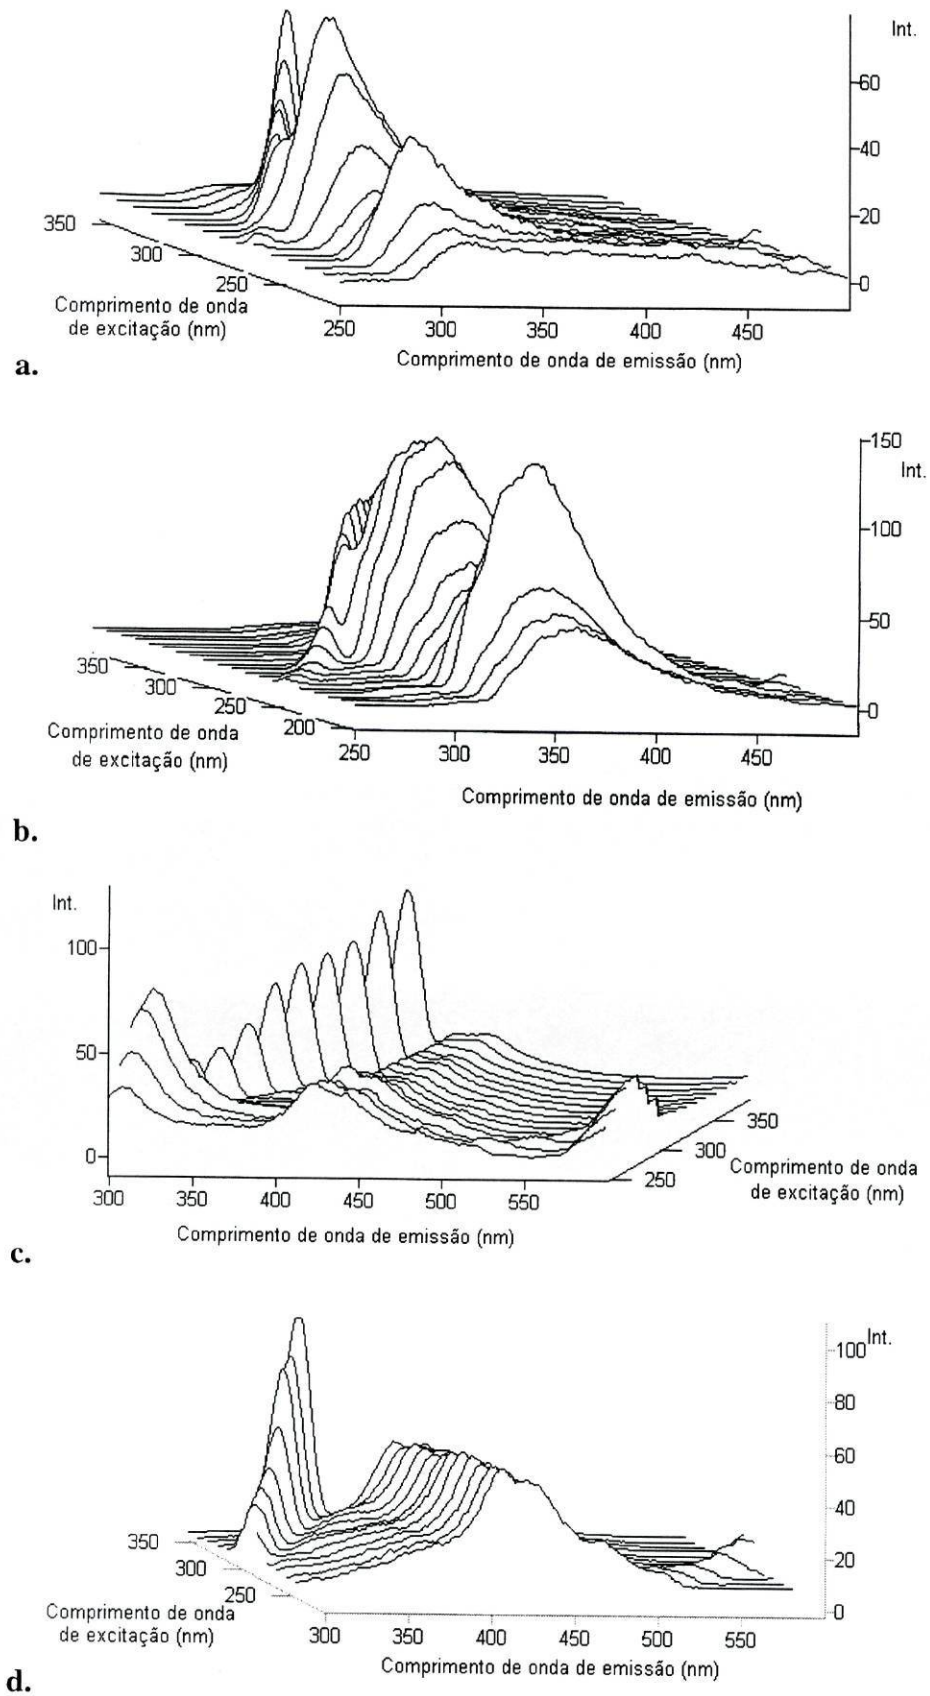 Int.
60
40
20
0
350
300
250
Comprimento de onda
de excitação (nm)
250 300 350 400 450
Comprimento de onda de emissão (nm)
a.
150
Int.
100
50
0
350
300
250
200
Comprimento de onda
de excitação (nm)
250 300 350 400 450
Comprimento de onda de emissão (nm)
b.
Int.
100
50
0
300 350 400 450 500 550
350
300
250
Comprimento de onda
de excitação (nm)
Comprimento de onda de emissão (nm)
c.
100 Int.
80
60
40
20
0
350
300
250
Comprimento de onda
de excitação (nm)
300 350 400 450 500 550
Comprimento de onda de emissão (nm)
d.